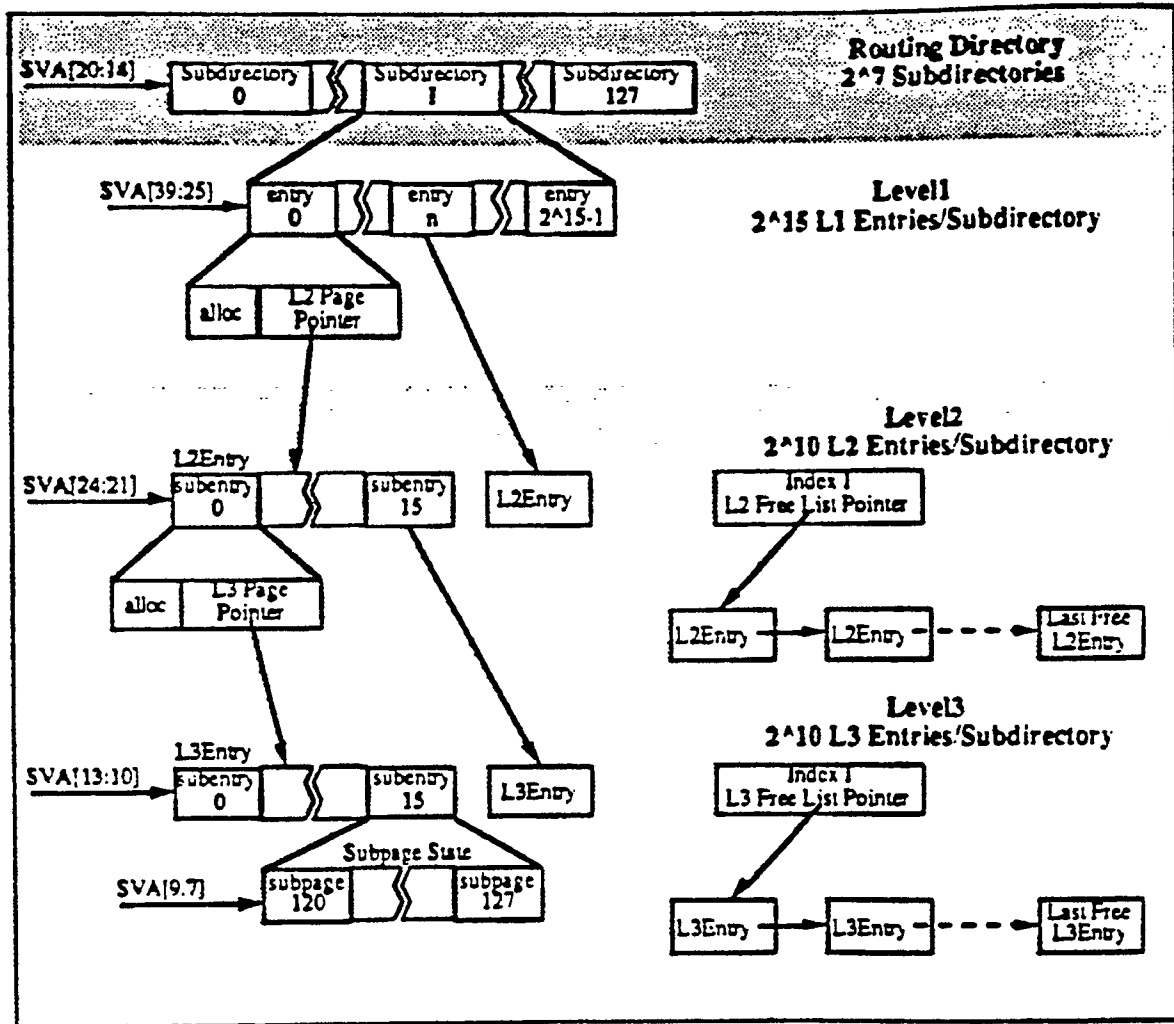 Routing Directory
2^7 Subdirectories
SVA[20:14]
Subdirectory
0
Subdirectory
I
Subdirectory
127
SVA[39:25]
entry
0
entry
n
entry
2^15-1
Level1
2^15 L1 Entries/Subdirectory
alloc
L2 Page
Pointer
Level2
2^10 L2 Entries/Subdirectory
L2Entry
SVA[24:21]
subentry
0
subentry
15
L2Entry
Index I
L2 Free List Pointer
alloc
L3 Page
Pointer
L2Entry
L2Entry
Last Free
L2Entry
Level3
2^10 L3 Entries/Subdirectory
L3Entry
SVA[13:10]
subentry
0
subentry
15
L3Entry
Index I
L3 Free List Pointer
Subpage State
SVA[9:7]
subpage
120
subpage
127
L3Entry
L3Entry
Last Free
L3Entry